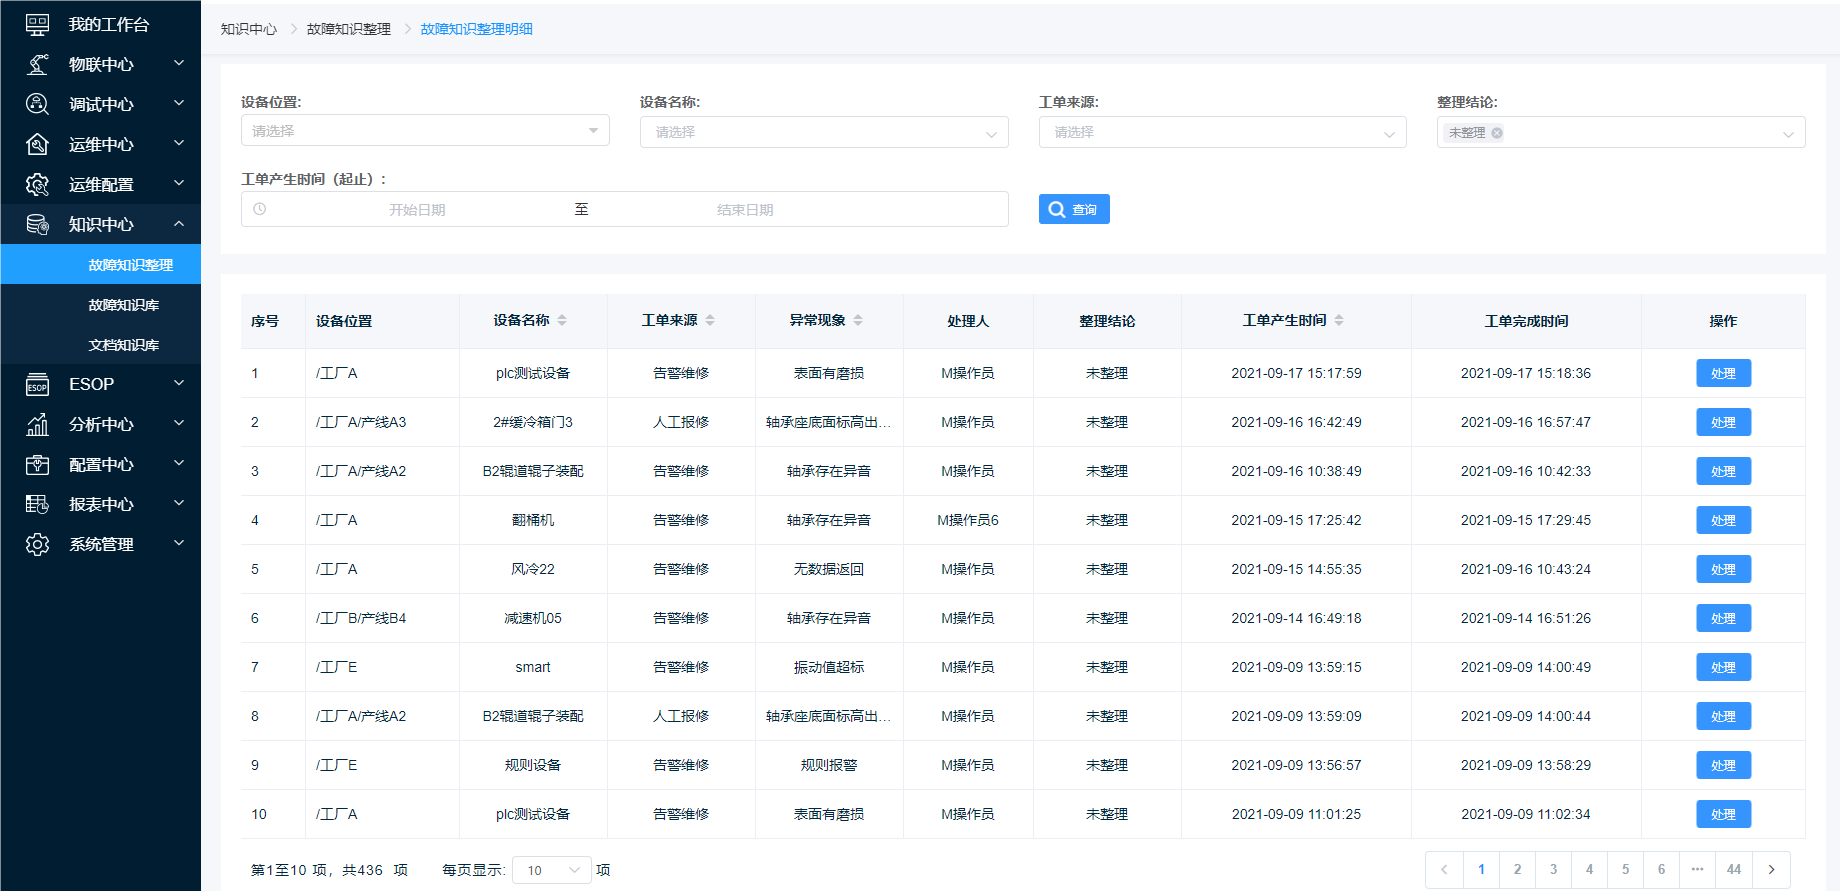 我的工作台
物联中心
调试中心
运维中心
运维配置
知识中心
故障知识整理
故障知识库
文档知识库
ESOP
分析中心
配置中心
报表中心
系统管理
知识中心 > 故障知识整理 > 故障知识整理明细
设备位置: 设备名称: 工单来源: 整理结论:
请选择 请选择 请选择 未整理
工单产生时间（起止）:
开始日期 至 结束日期 查询
序号 设备位置 设备名称 工单来源 异常现象 处理人 整理结论 工单产生时间 工单完成时间 操作
1 /工厂A plc测试设备 告警维修 表面有磨损 M操作员 未整理 2021-09-17 15:17:59 2021-09-17 15:18:36 处理
2 /工厂A/产线A3 2#缓冷箱门3 人工报修 轴承座底面标高出... M操作员 未整理 2021-09-16 16:42:49 2021-09-16 16:57:47 处理
3 /工厂A/产线A2 B2辊道辊子装配 告警维修 轴承存在异音 M操作员 未整理 2021-09-16 10:38:49 2021-09-16 10:42:33 处理
4 /工厂A 翻桶机 告警维修 轴承存在异音 M操作员6 未整理 2021-09-15 17:25:42 2021-09-15 17:29:45 处理
5 /工厂A 风冷22 告警维修 无数据返回 M操作员 未整理 2021-09-15 14:55:35 2021-09-16 10:43:24 处理
6 /工厂B/产线B4 减速机05 告警维修 轴承存在异音 M操作员 未整理 2021-09-14 16:49:18 2021-09-14 16:51:26 处理
7 /工厂E smart 告警维修 振动值超标 M操作员 未整理 2021-09-09 13:59:15 2021-09-09 14:00:49 处理
8 /工厂A/产线A2 B2辊道辊子装配 人工报修 轴承座底面标高出... M操作员 未整理 2021-09-09 13:59:09 2021-09-09 14:00:44 处理
9 /工厂E 规则设备 告警维修 规则报警 M操作员 未整理 2021-09-09 13:56:57 2021-09-09 13:58:29 处理
10 /工厂A plc测试设备 告警维修 表面有磨损 M操作员 未整理 2021-09-09 11:01:25 2021-09-09 11:02:34 处理
第1至10 项，共436 项 每页显示: 10 项 < 1 2 3 4 5 6 ... 44 >